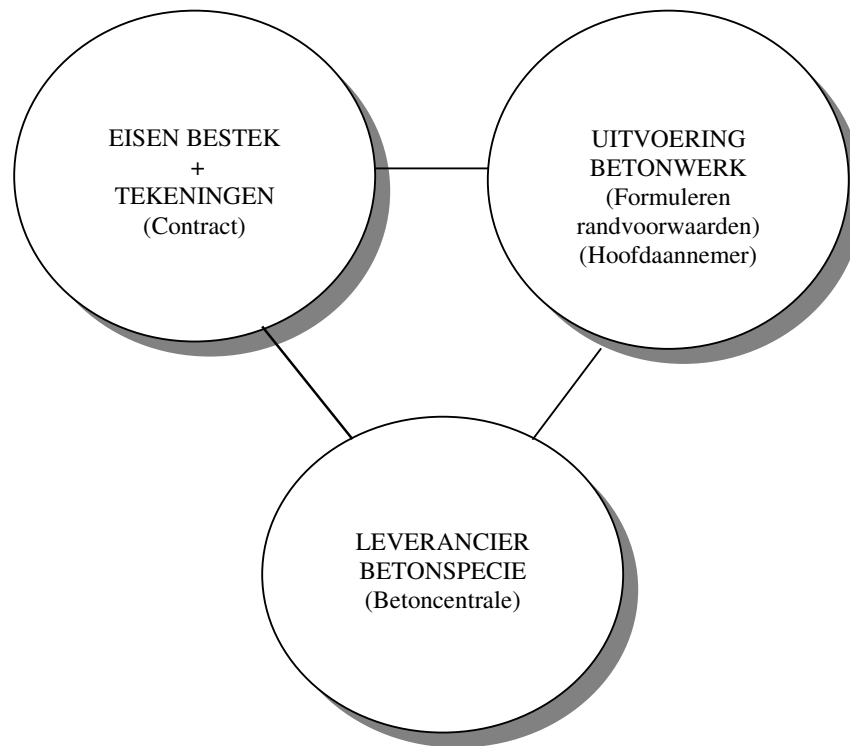 EISEN BESTEK
+
TEKENINGEN
(Contract)
UITVOERING
BETONWERK
(Formuleren
randvoorwaarden)
(Hoofdaannemer)
LEVERANCIER
BETONSPECIE
(Betoncentrale)